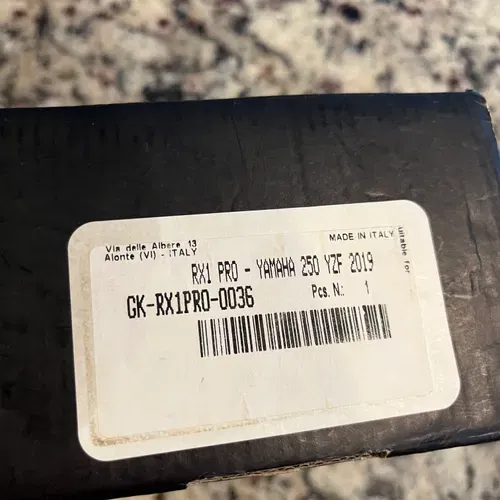 Via delle Albere 13
Alonte (VI) - ITALY
MADE IN ITALY
suitable for
RX1 PRO - YAMAHA 250 YZF 2019
GK-RX1PRO-0036
Pcs. N.: 1